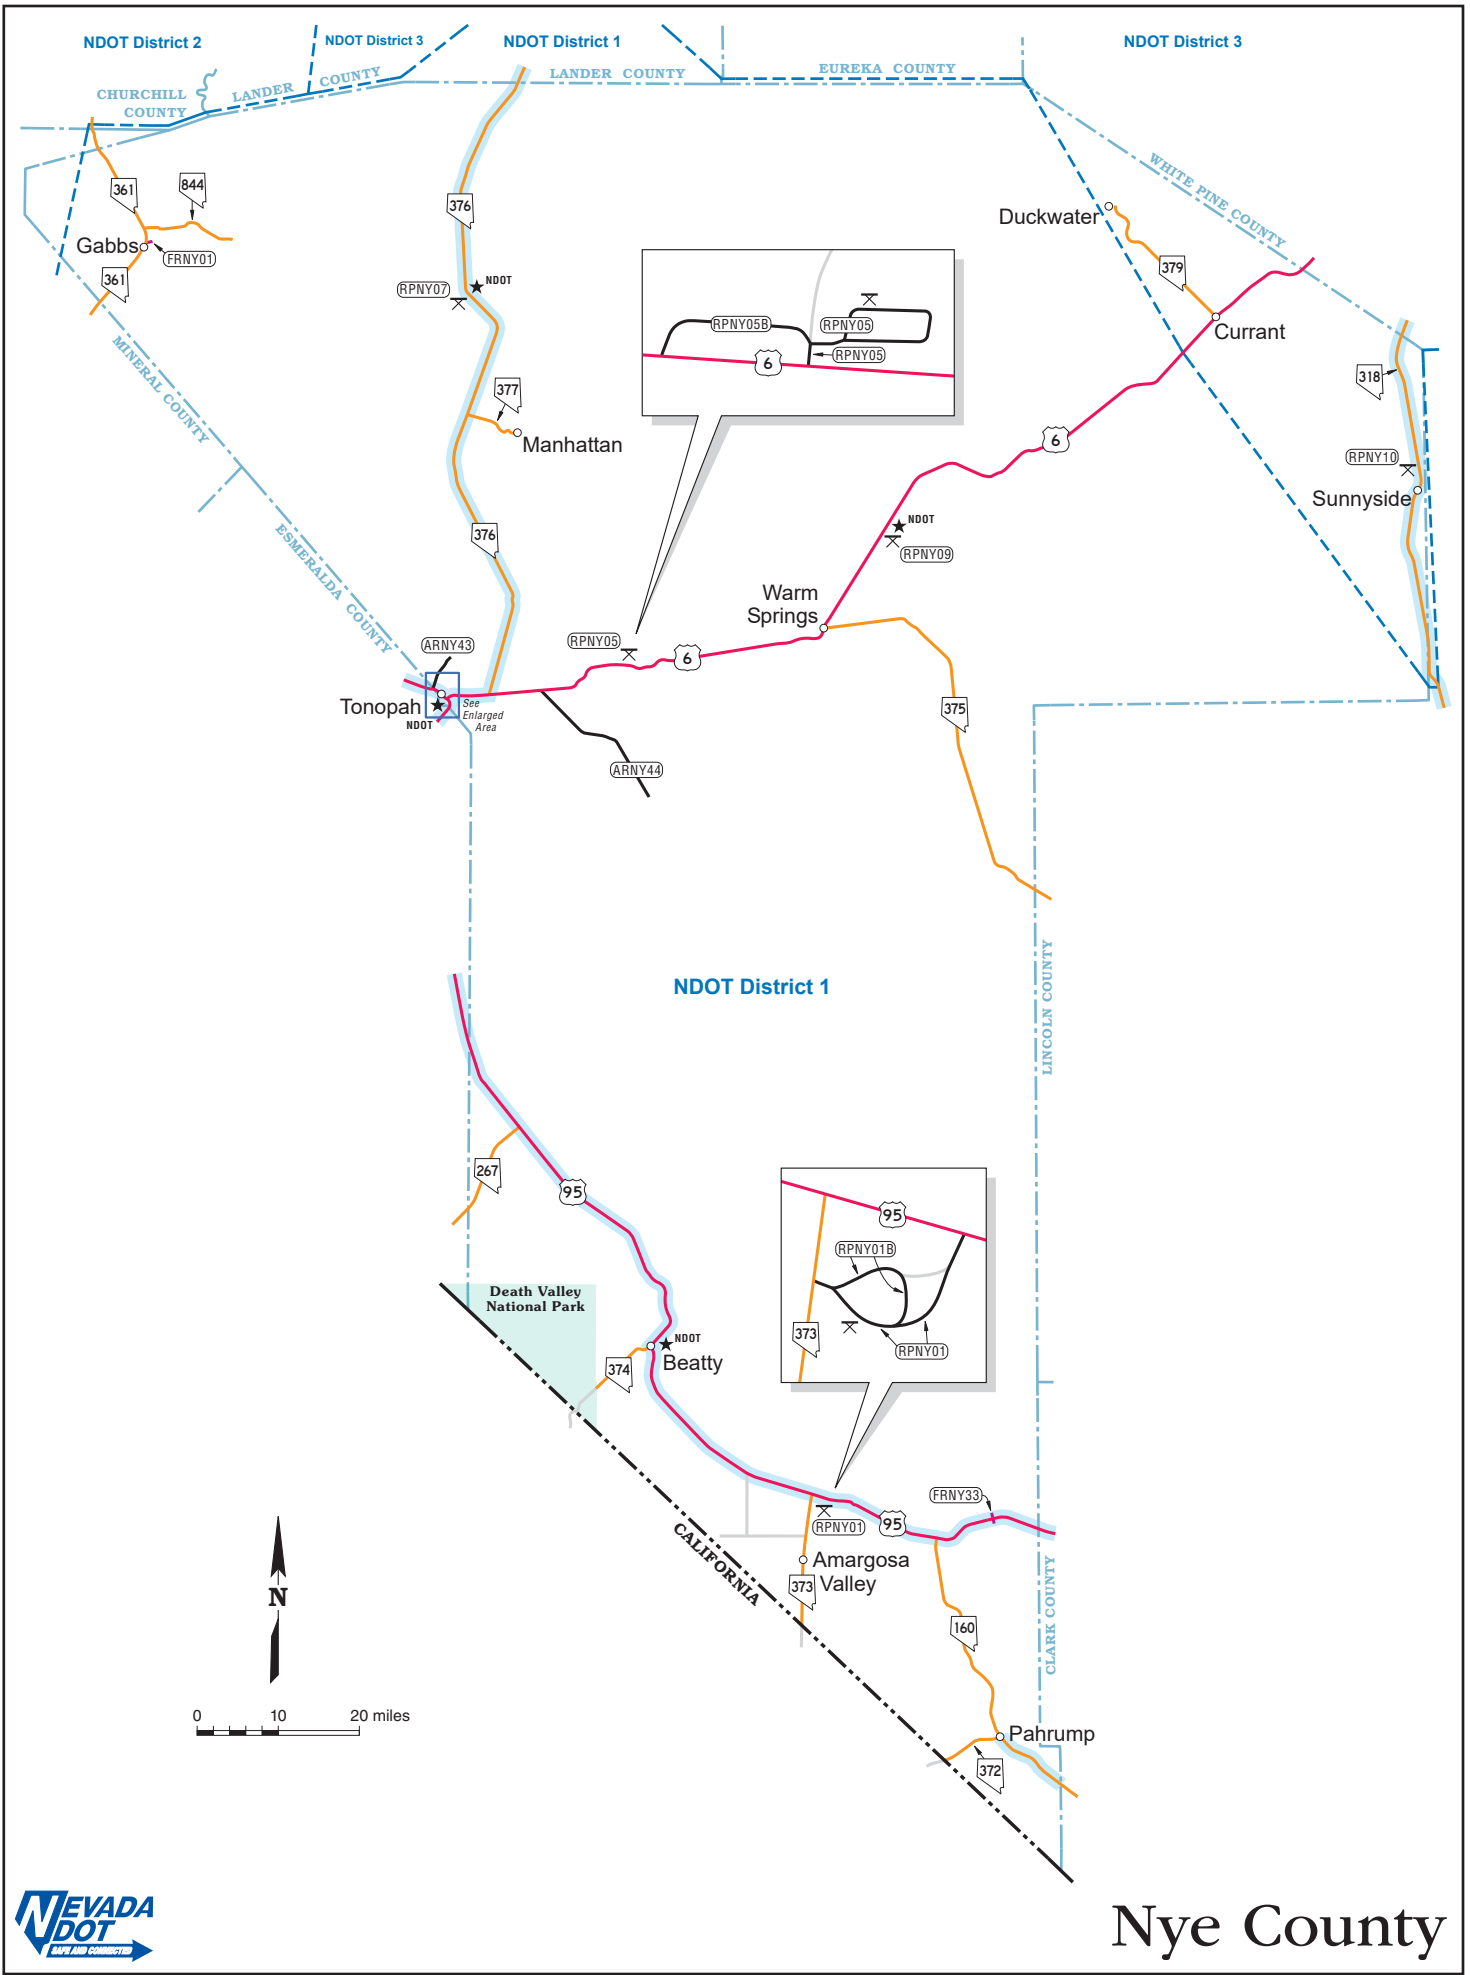 NDOT District 2
NDOT District 3
NDOT District 1
NDOT District 3
CHURCHILL
COUNTY
LANDER COUNTY
LANDER COUNTY
EUREKA COUNTY
WHITE PINE COUNTY
361
844
Gabbs
FRNY01
361
376
RPNY07
NDOT
377
Manhattan
376
MINERAL COUNTY
ESMERALDA COUNTY
RPNY05B
RPNY05
RPNY05
6
Duckwater
379
Currant
318
RPNY10
Sunnyside
6
NDOT
RPNY09
Warm
Springs
RPNY05
6
ARNY43
Tonopah
NDOT
See
Enlarged
Area
ARNY44
375
NDOT District 1
LINCOLN COUNTY
267
95
Death Valley
National Park
NDOT
Beatty
374
95
RPNY01B
373
RPNY01
FRNY33
RPNY01
95
Amargosa
Valley
373
CALIFORNIA
160
CLARK COUNTY
Pahrump
372
N
0 10 20 miles
NEVADA
DOT
SAFE AND CONNECTED
Nye County